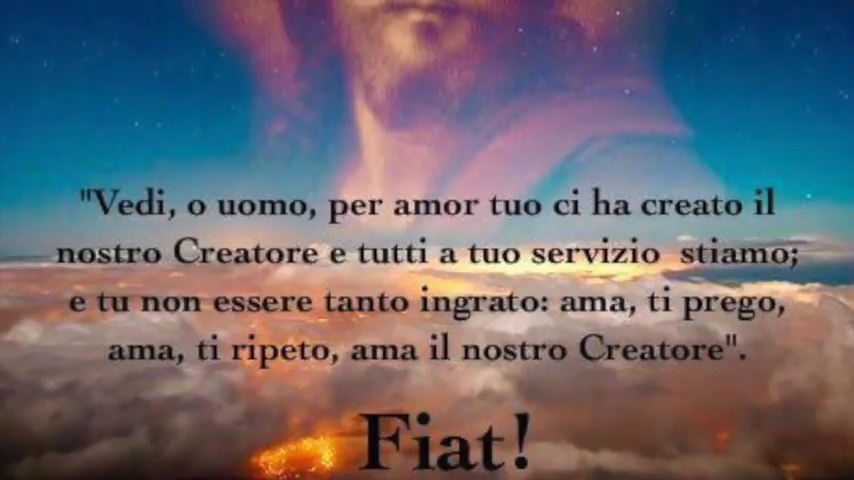 "Vedi, o uomo, per amor tuo ci ha creato il
nostro Creatore e tutti a tuo servizio stiamo;
e tu non essere tanto ingrato: ama, ti prego,
ama, ti ripeto, ama il nostro Creatore".
Fiat!